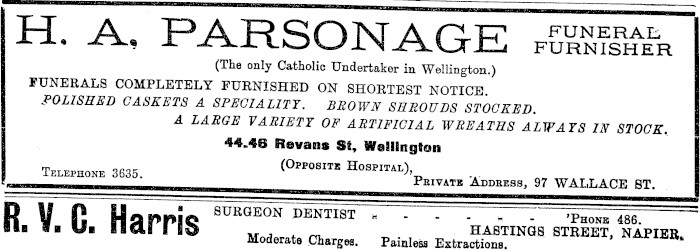 H. A. PARSONAGE FUNERAL FURNISHER
(The only Catholic Undertaker in Wellington.)
FUNERALS COMPLETELY FURNISHED ON SHORTEST NOTICE.
POLISHED CASKETS A SPECIALITY. BROWN SHROUDS STOCKED.
A LARGE VARIETY OF ARTIFICIAL WREATHS ALWAYS IN STOCK.
44.46 Revans St, Wellington
(OPPOSITE HOSPITAL),
TELEPHONE 3635. PRIVATE ADDRESS, 97 WALLACE ST.
R. V. C. Harris SURGEON DENTIST - - - - - - 'PHONE 486.
HASTINGS STREET, NAPIER.
Moderate Charges. Painless Extractions.